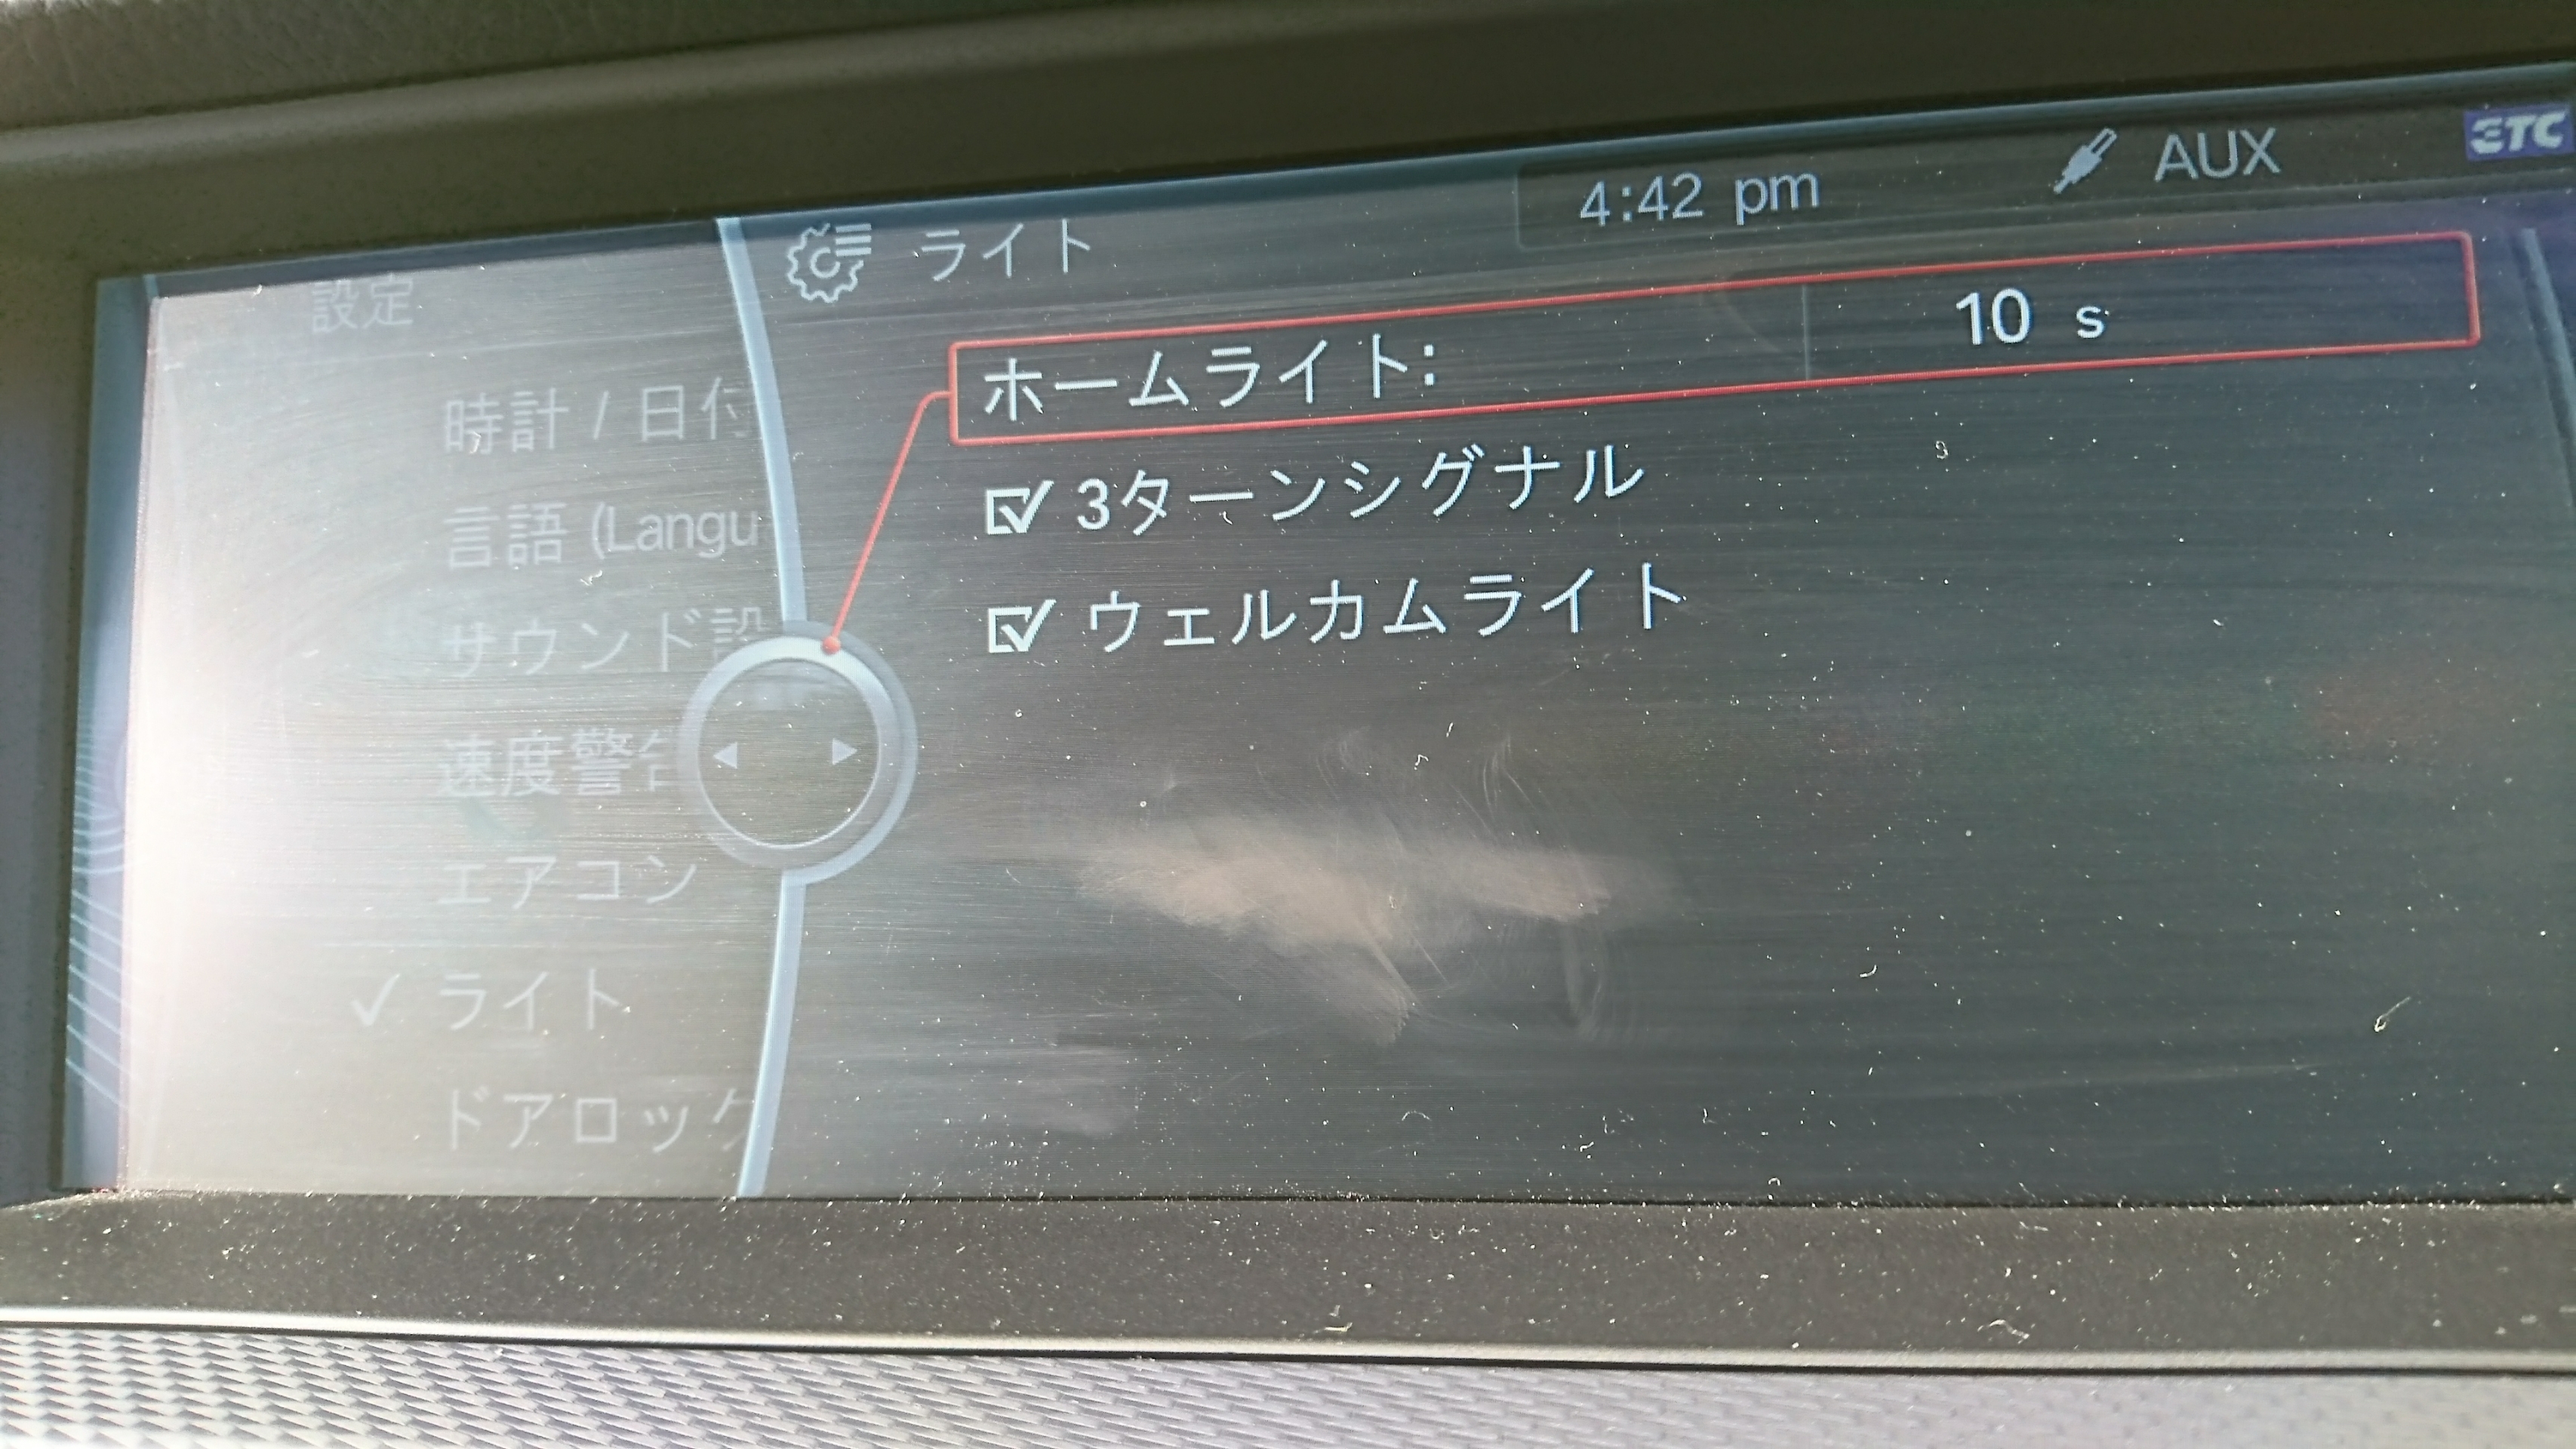 4:42 pm
AUX
ETC
設定
ライト
ホームライト: 10 s
3ターンシグナル
ウェルカムライト
時計 / 日付
言語 (Langu
サウンド設
速度警告
エアコン
✓ ライト
ドアロック